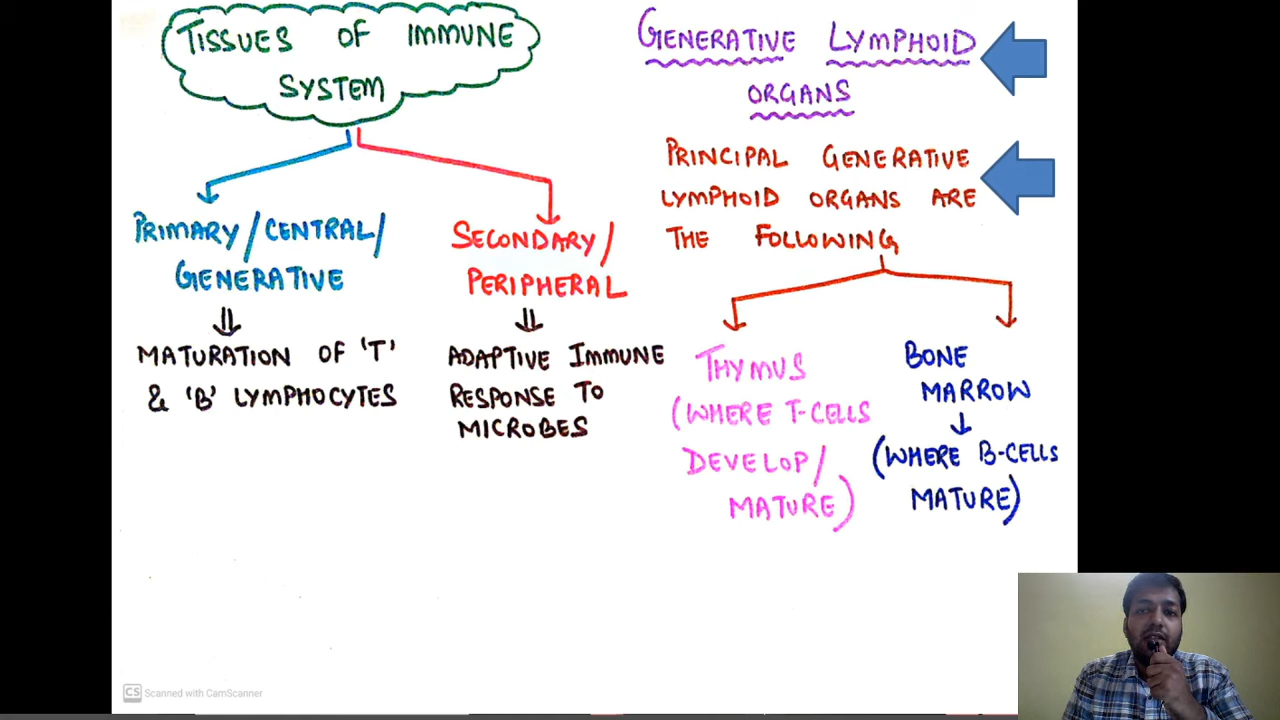 TISSUES OF IMMUNE
SYSTEM
PRIMARY/CENTRAL/
GENERATIVE
MATURATION OF 'T'
& 'B' LYMPHOCYTES
SECONDARY/
PERIPHERAL
ADAPTIVE IMMUNE
RESPONSE TO
MICROBES
GENERATIVE LYMPHOID
ORGANS
PRINCIPAL GENERATIVE
LYMPHOID ORGANS ARE
THE FOLLOWING
THYMUS
(WHERE T-CELLS
DEVELOP/
MATURE)
BONE
MARROW
(WHERE B-CELLS
MATURE)
CS Scanned with CamScanner